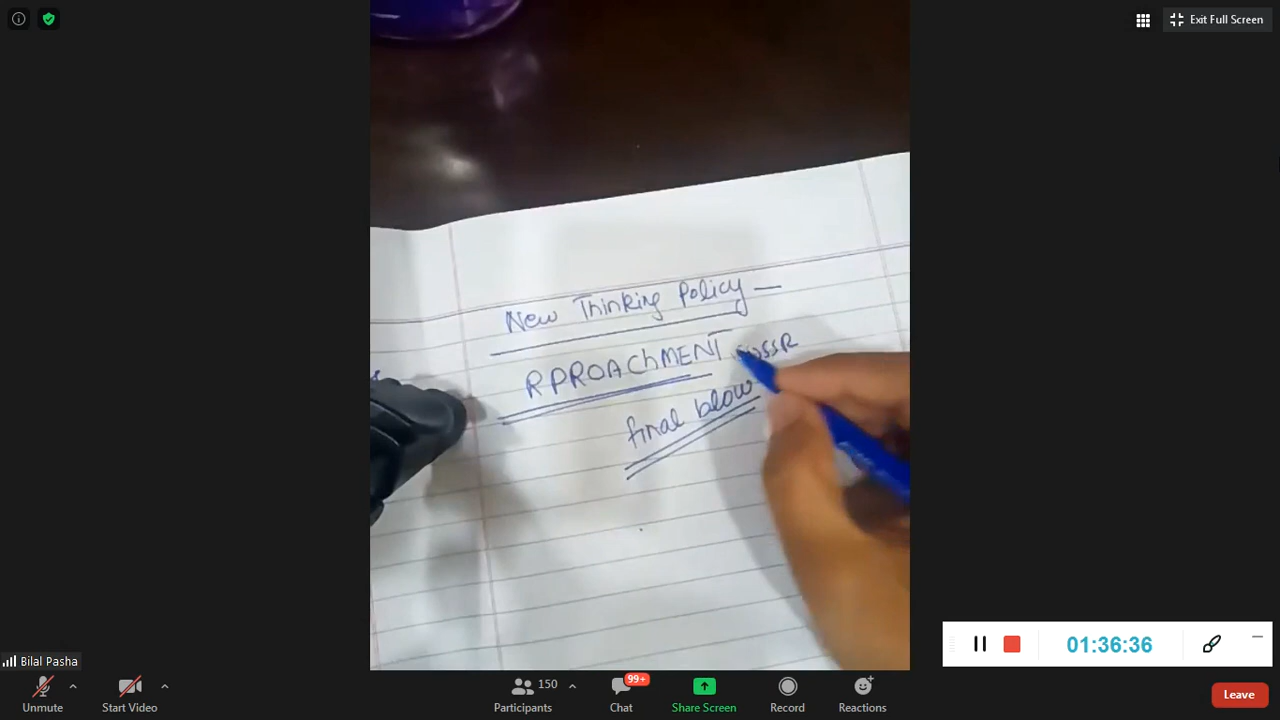 Exit Full Screen
New Thinking Policy —
RPROACHMENT USSR
final blow
01:36:36
Bilal Pasha
Unmute
Start Video
150
Participants
99+
Chat
Share Screen
Record
Reactions
Leave